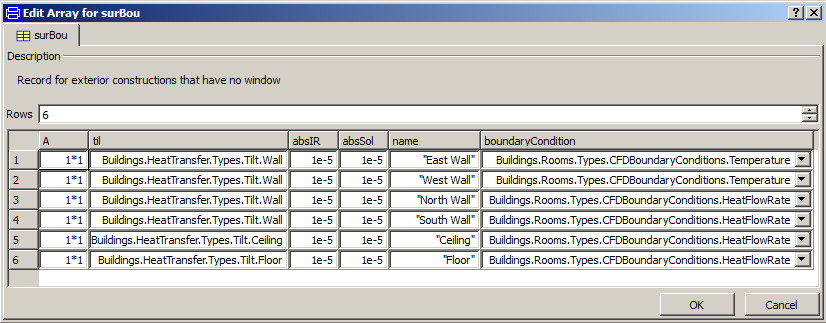 Edit Array for surBou
surBou
Description
Record for exterior constructions that have no window
Rows 6
A til absIR absSol name boundaryCondition
1 1*1 Buildings.HeatTransfer.Types.Tilt.Wall 1e-5 1e-5 "East Wall" Buildings.Rooms.Types.CFDBoundaryConditions.Temperature
2 1*1 Buildings.HeatTransfer.Types.Tilt.Wall 1e-5 1e-5 "West Wall" Buildings.Rooms.Types.CFDBoundaryConditions.Temperature
3 1*1 Buildings.HeatTransfer.Types.Tilt.Wall 1e-5 1e-5 "North Wall" Buildings.Rooms.Types.CFDBoundaryConditions.HeatFlowRate
4 1*1 Buildings.HeatTransfer.Types.Tilt.Wall 1e-5 1e-5 "South Wall" Buildings.Rooms.Types.CFDBoundaryConditions.HeatFlowRate
5 1*1 Buildings.HeatTransfer.Types.Tilt.Ceiling 1e-5 1e-5 "Ceiling" Buildings.Rooms.Types.CFDBoundaryConditions.HeatFlowRate
6 1*1 Buildings.HeatTransfer.Types.Tilt.Floor 1e-5 1e-5 "Floor" Buildings.Rooms.Types.CFDBoundaryConditions.HeatFlowRate
OK Cancel